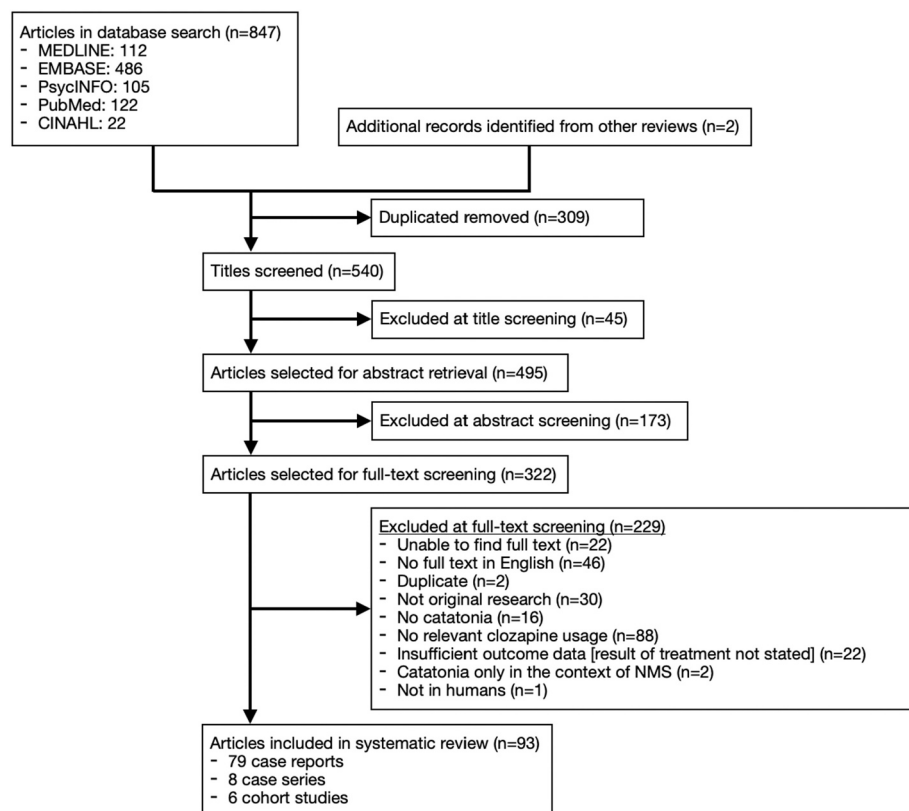 Articles in database search (n=847)
- MEDLINE: 112
- EMBASE: 486
- PsycINFO: 105
- PubMed: 122
- CINAHL: 22
Additional records identified from other reviews (n=2)
Duplicated removed (n=309)
Titles screened (n=540)
Excluded at title screening (n=45)
Articles selected for abstract retrieval (n=495)
Excluded at abstract screening (n=173)
Articles selected for full-text screening (n=322)
Excluded at full-text screening (n=229)
- Unable to find full text (n=22)
- No full text in English (n=46)
- Duplicate (n=2)
- Not original research (n=30)
- No catatonia (n=16)
- No relevant clozapine usage (n=88)
- Insufficient outcome data [result of treatment not stated] (n=22)
- Catatonia only in the context of NMS (n=2)
- Not in humans (n=1)
Articles included in systematic review (n=93)
- 79 case reports
- 8 case series
- 6 cohort studies